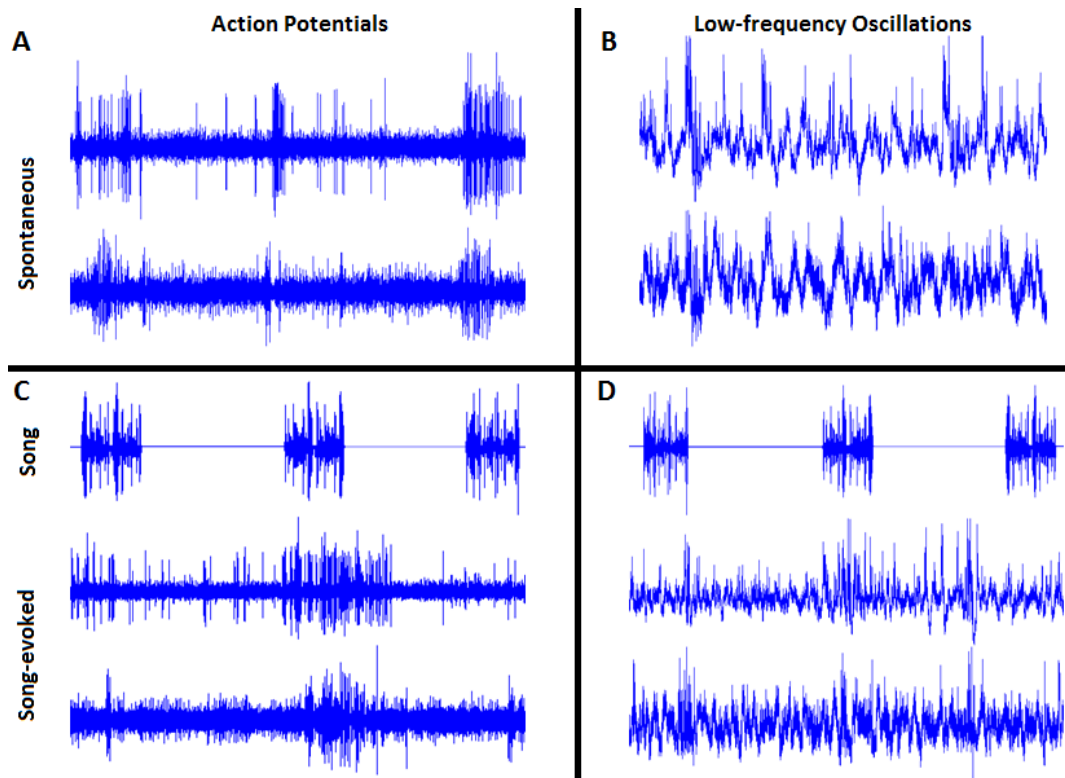 Action Potentials
Low-frequency Oscillations
A
B
Spontaneous
C
D
Song
Song-evoked